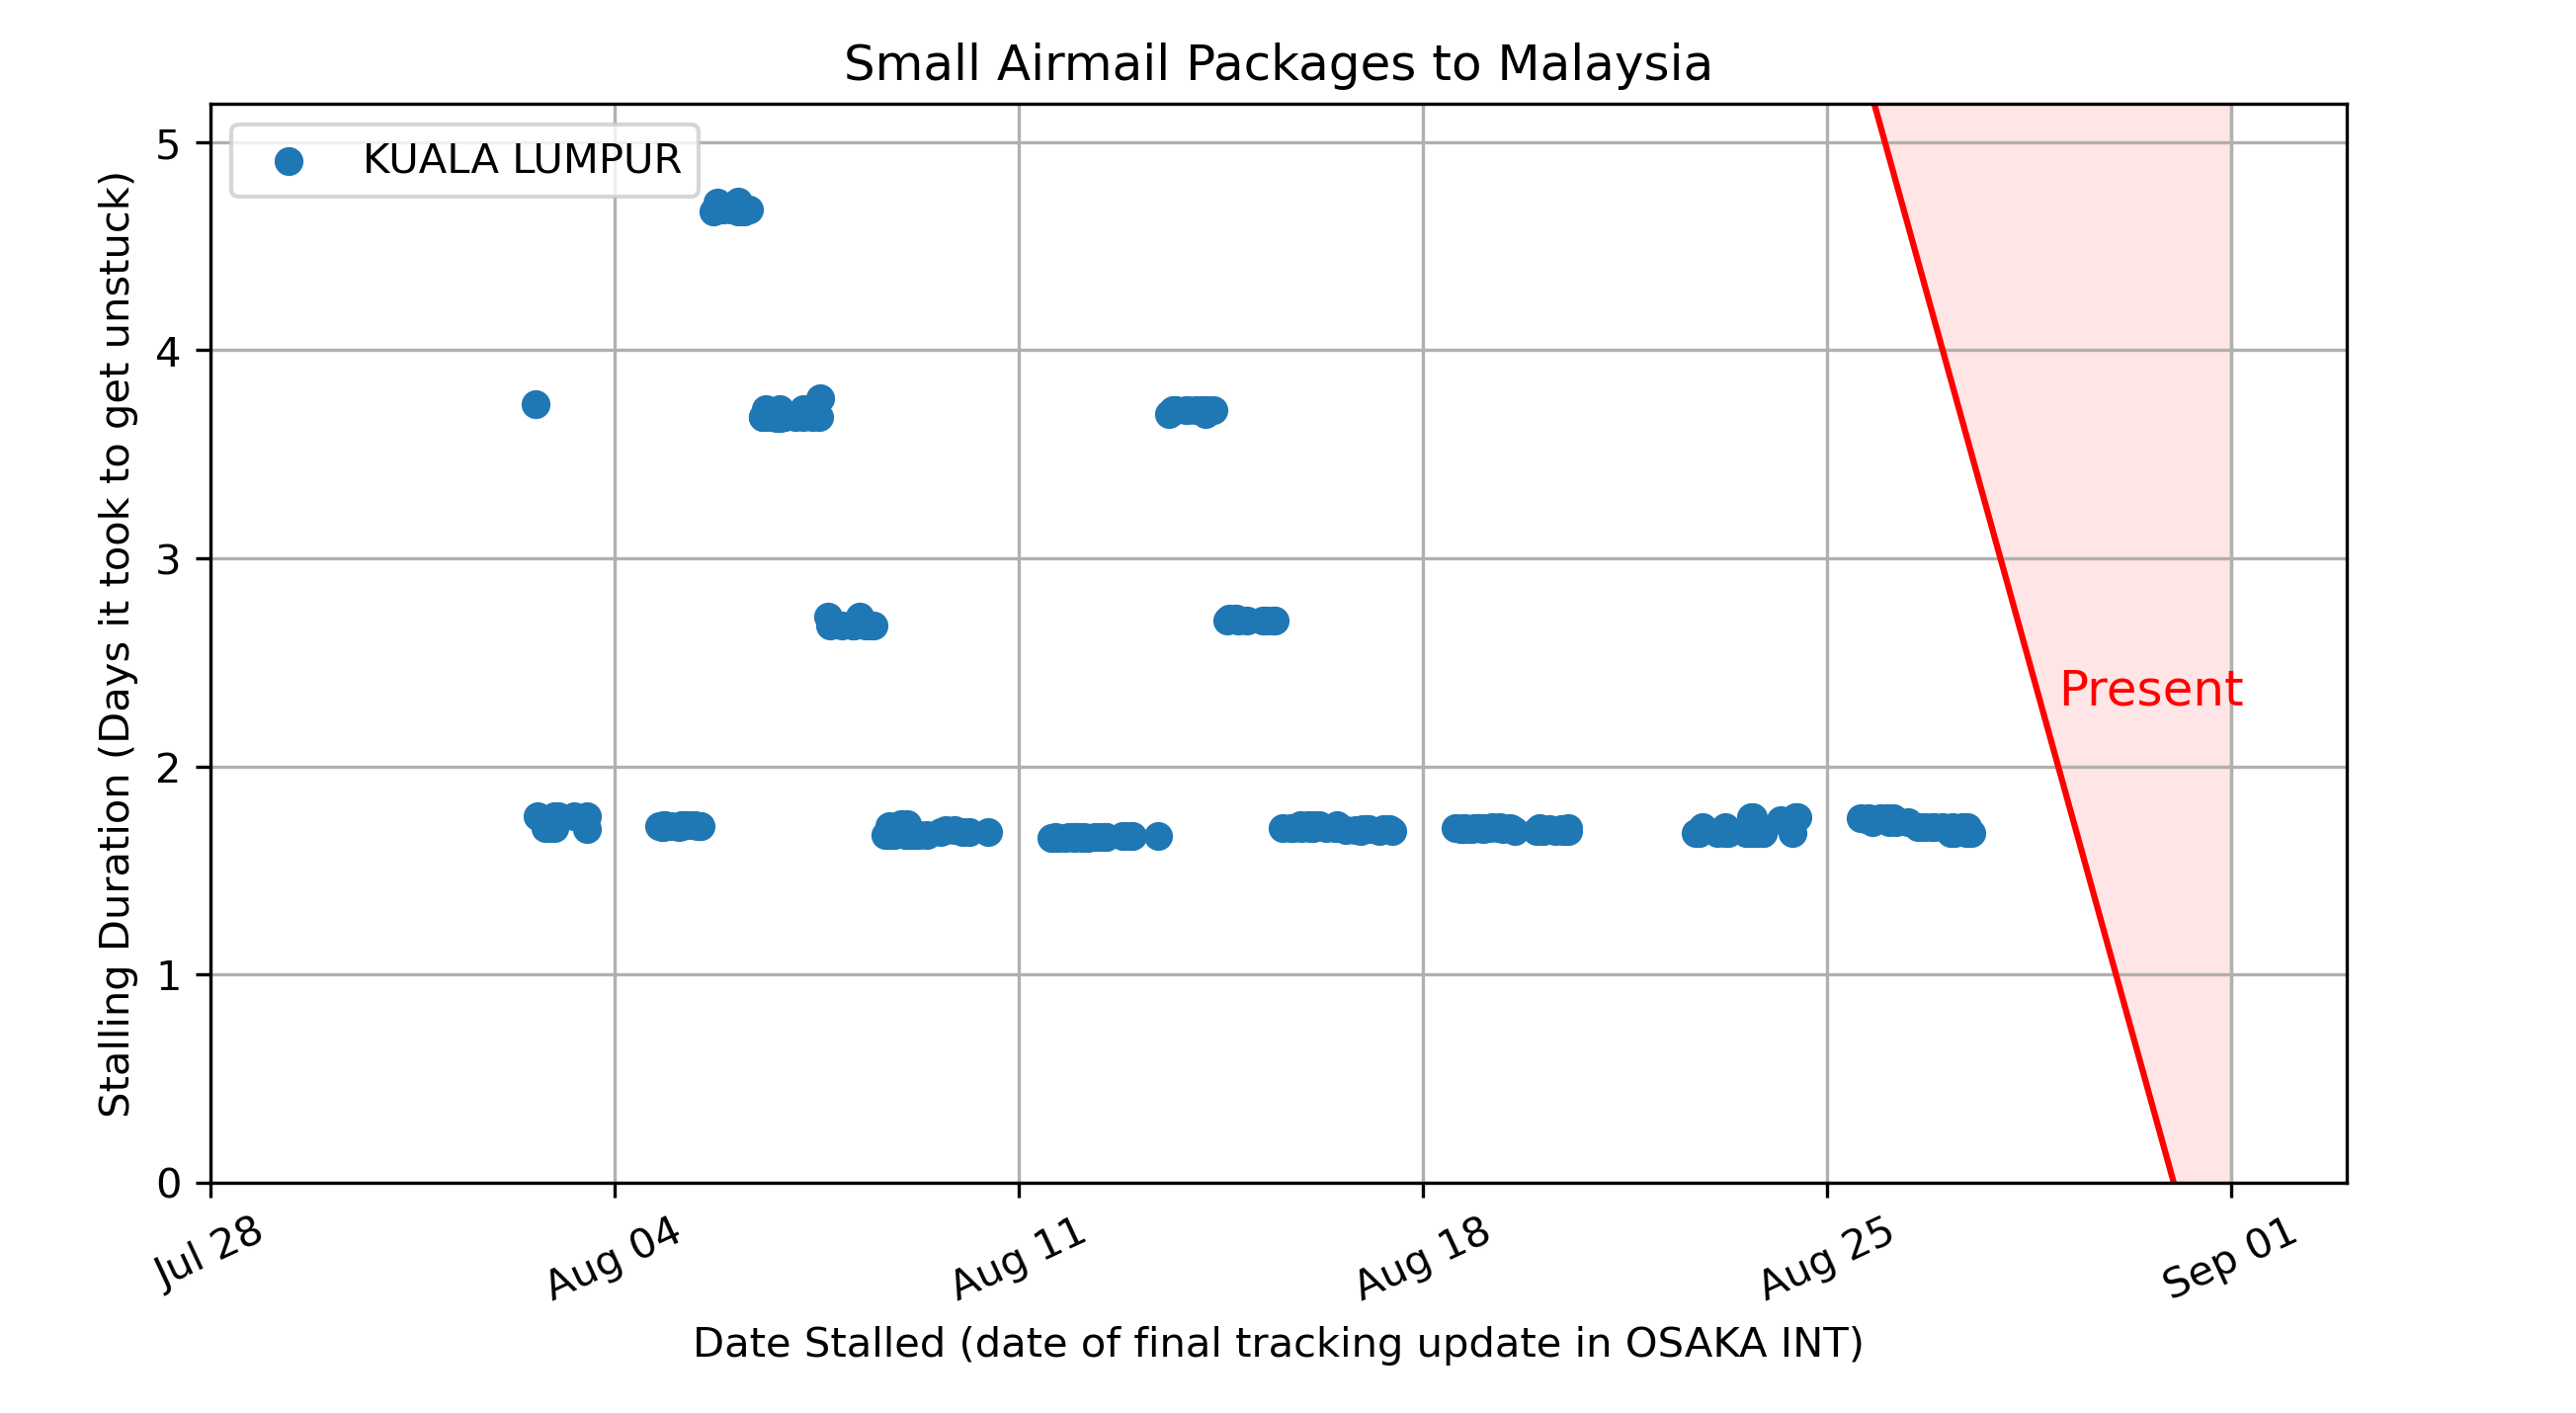 Small Airmail Packages to Malaysia
KUALA LUMPUR
Stalling Duration (Days it took to get unstuck)
5
4
3
2
1
0
Present
Jul 28
Aug 04
Aug 11
Aug 18
Aug 25
Sep 01
Date Stalled (date of final tracking update in OSAKA INT)